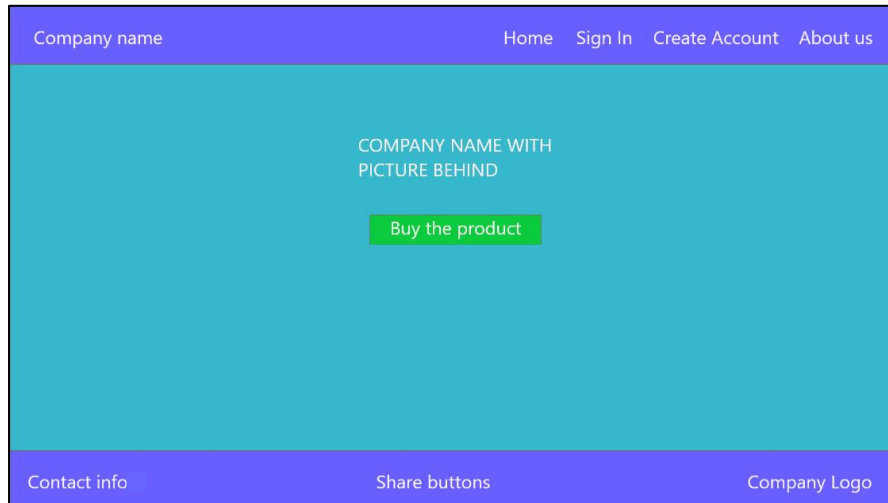 Company name Home Sign In Create Account About us
COMPANY NAME WITH
PICTURE BEHIND
Buy the product
Contact info Share buttons Company Logo